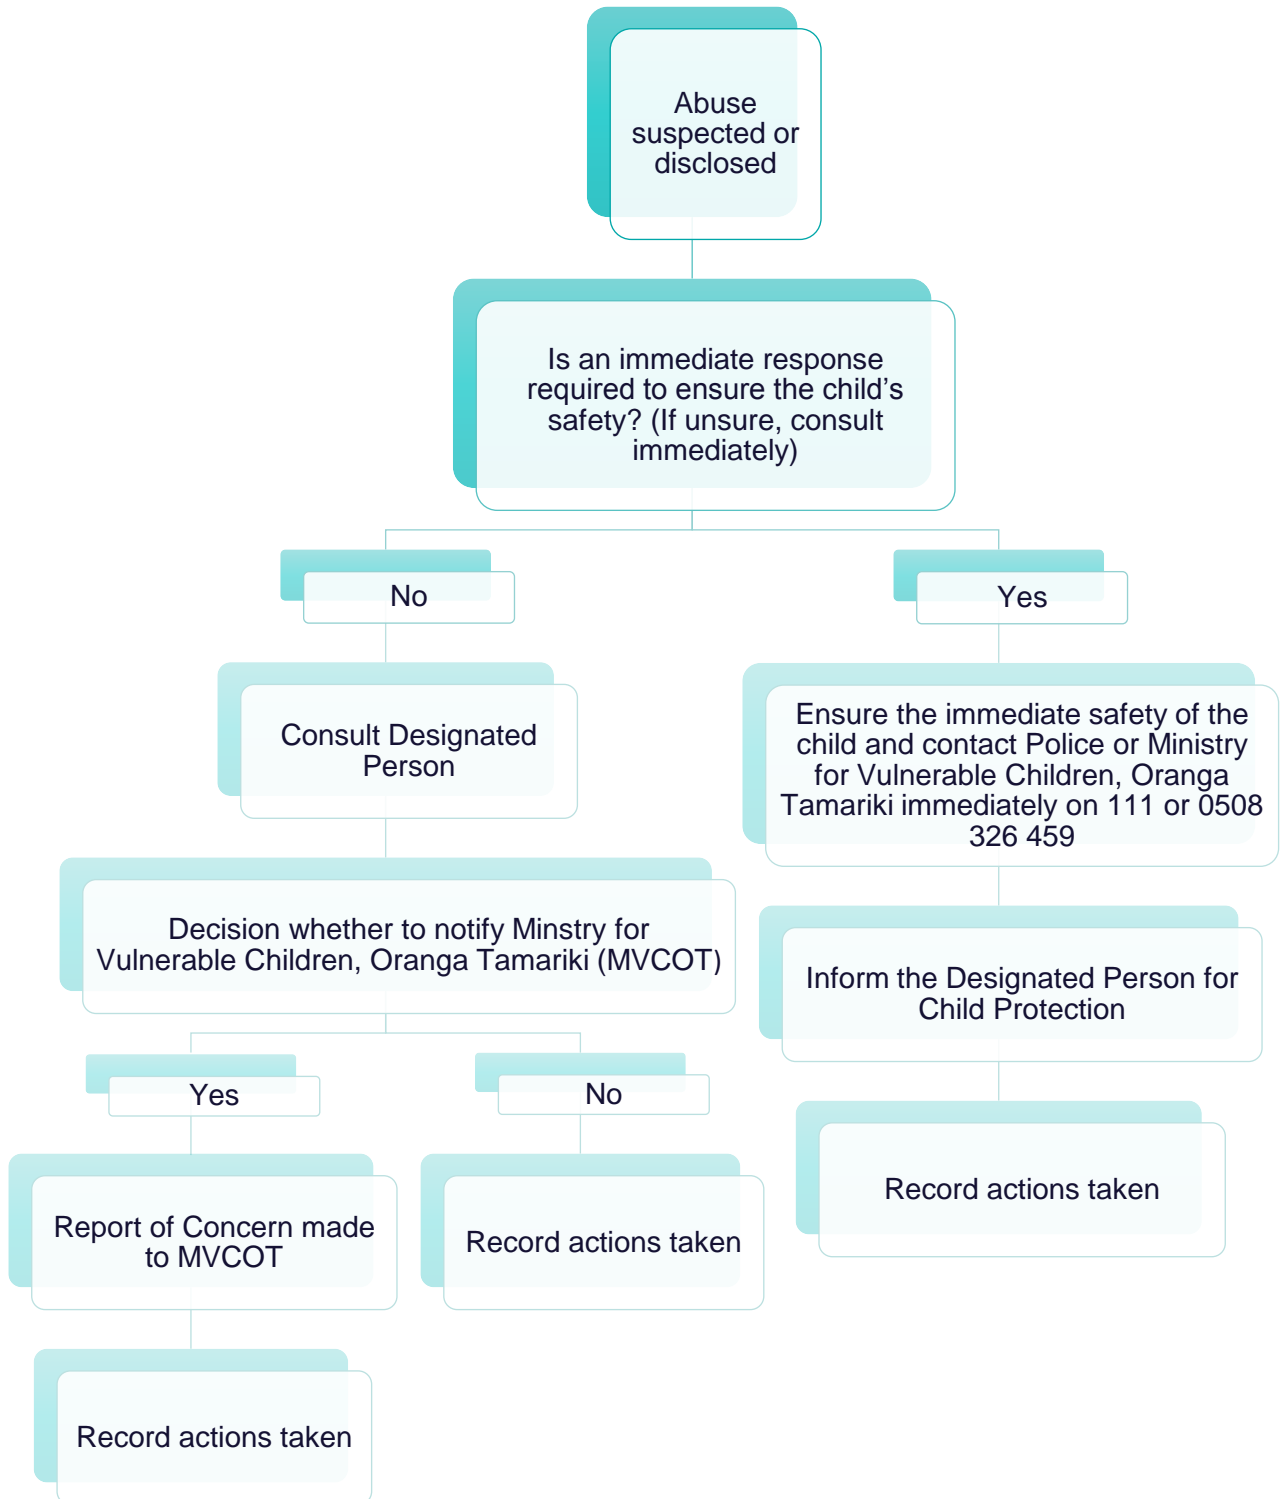 Abuse
suspected or
disclosed
Is an immediate response
required to ensure the child’s
safety? (If unsure, consult
immediately)
No
Yes
Consult Designated
Person
Ensure the immediate safety of the
child and contact Police or Ministry
for Vulnerable Children, Oranga
Tamariki immediately on 111 or 0508
326 459
Decision whether to notify Minstry for
Vulnerable Children, Oranga Tamariki (MVCOT)
Inform the Designated Person for
Child Protection
Yes
No
Record actions taken
Report of Concern made
to MVCOT
Record actions taken
Record actions taken